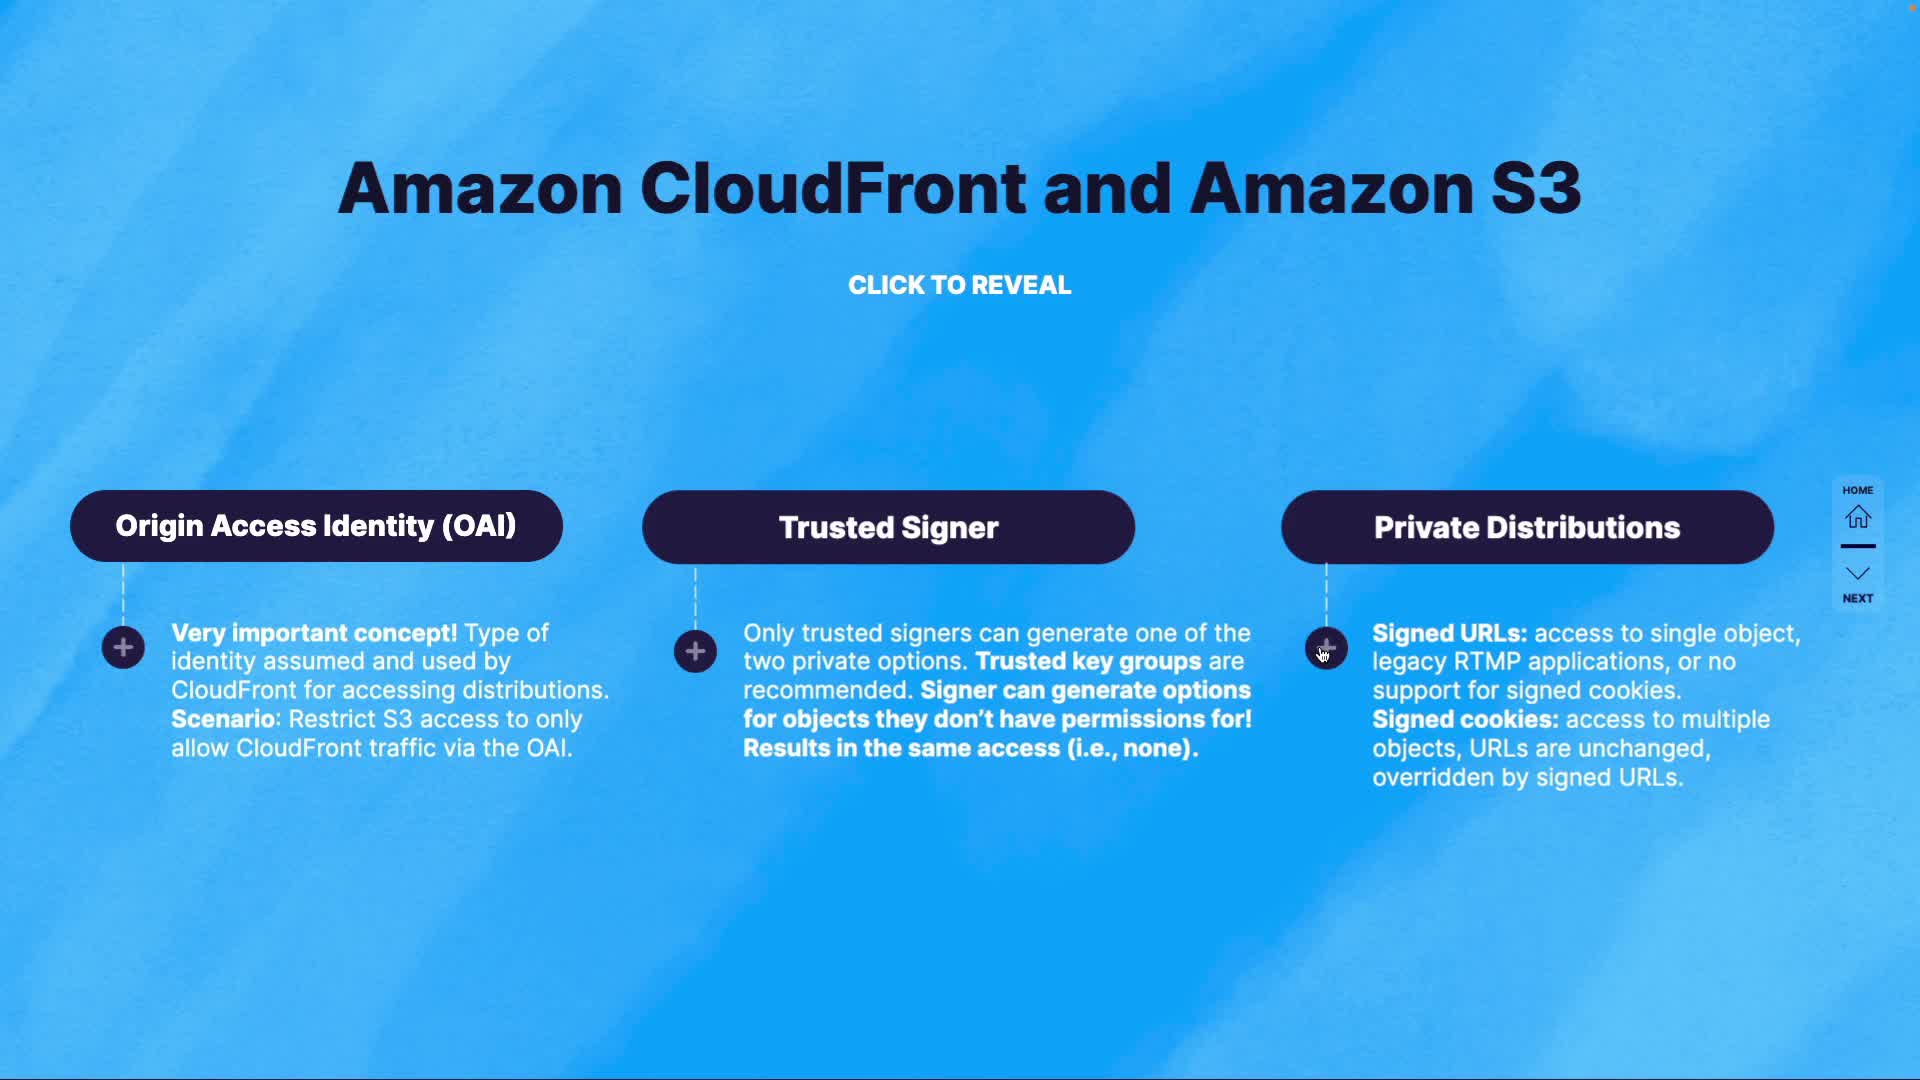 Amazon CloudFront and Amazon S3
CLICK TO REVEAL
Origin Access Identity (OAI)
Very important concept! Type of
identity assumed and used by
CloudFront for accessing distributions.
Scenario: Restrict S3 access to only
allow CloudFront traffic via the OAI.
Trusted Signer
Only trusted signers can generate one of the
two private options. Trusted key groups are
recommended. Signer can generate options
for objects they don’t have permissions for!
Results in the same access (i.e., none).
Private Distributions
Signed URLs: access to single object,
legacy RTMP applications, or no
support for signed cookies.
Signed cookies: access to multiple
objects, URLs are unchanged,
overridden by signed URLs.
HOME
NEXT